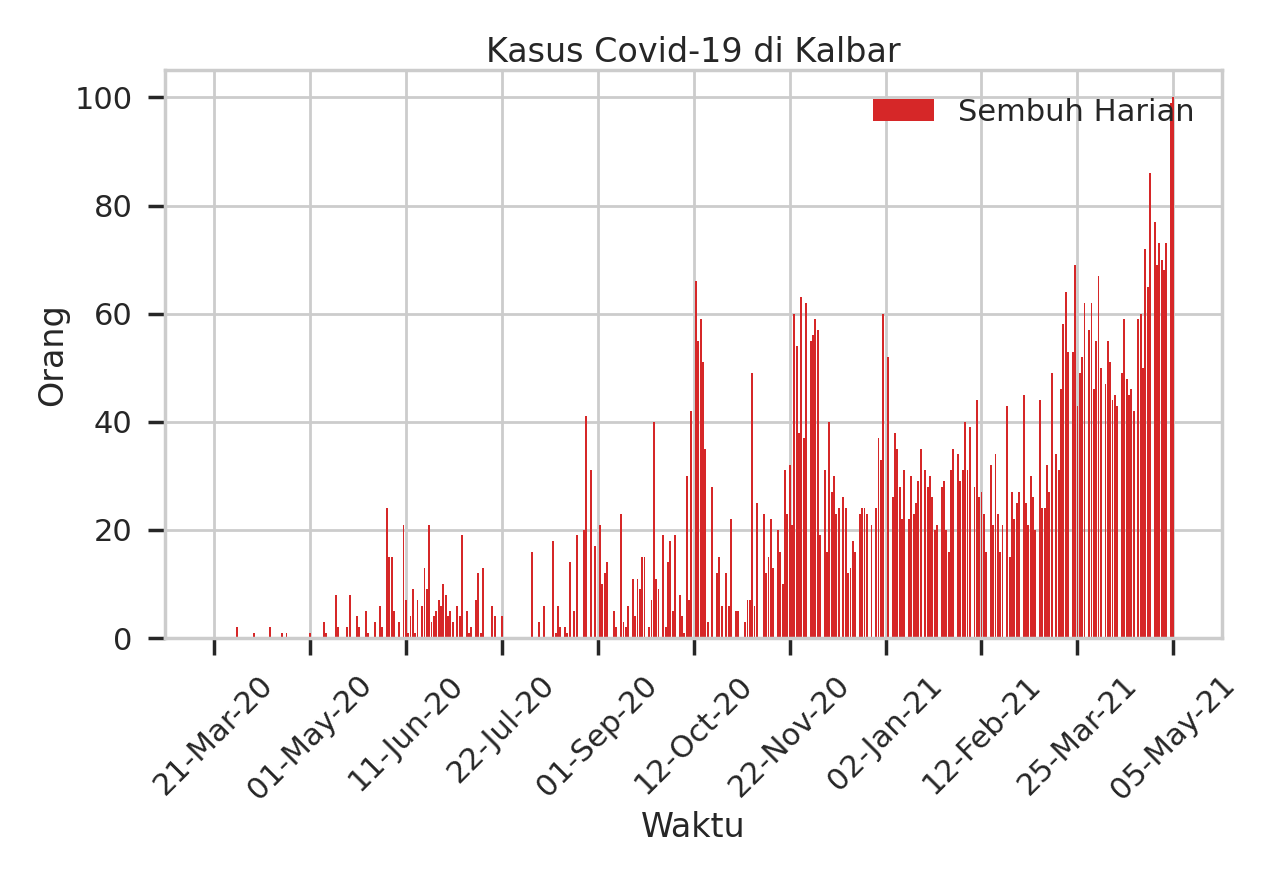 Kasus Covid-19 di Kalbar
Sembuh Harian
Orang
100
80
60
40
20
0
21-Mar-20
01-May-20
11-Jun-20
22-Jul-20
01-Sep-20
12-Oct-20
22-Nov-20
02-Jan-21
12-Feb-21
25-Mar-21
05-May-21
Waktu